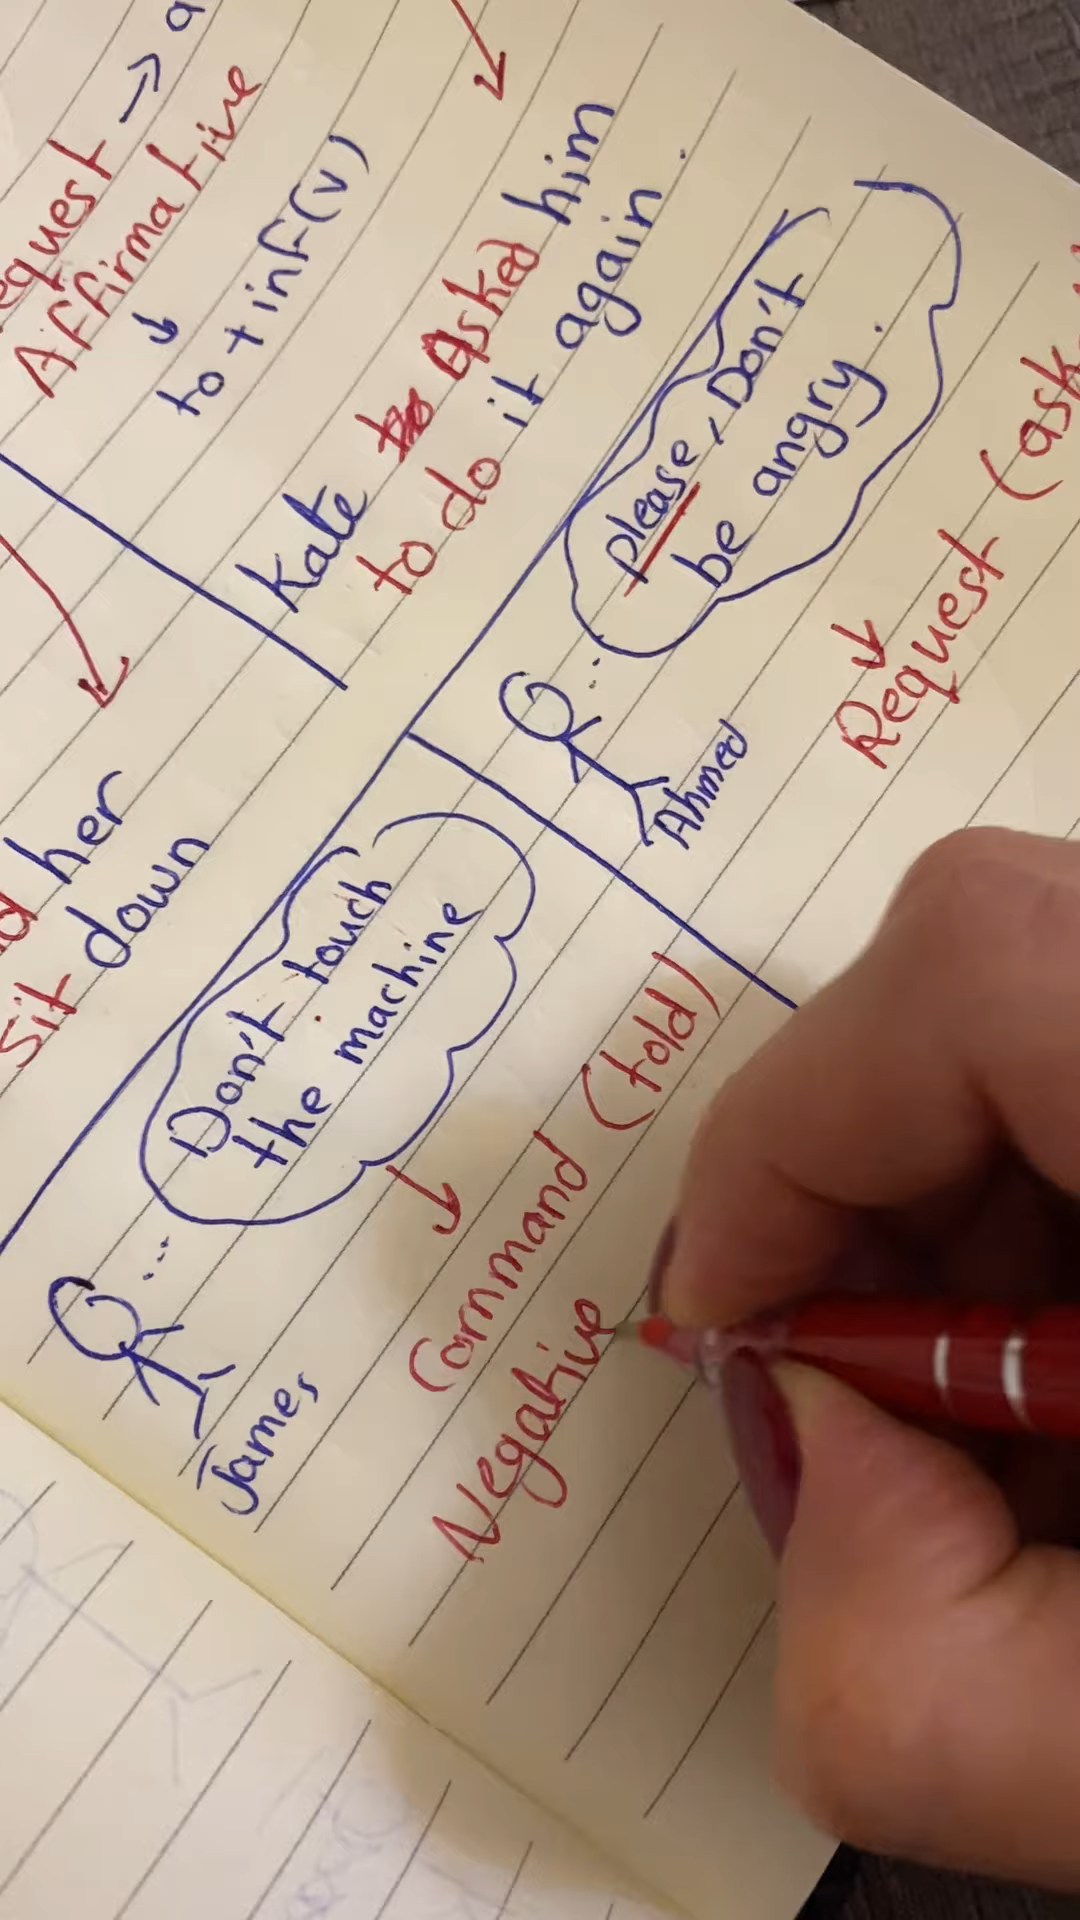 Request → a
Affirmative
↓
to + inf(v)
Kate Asked him
to do it again.
her
sit down
please, Don't
be angry.
Ahmed
Request (ask
Don't touch
the machine
James
Command (told)
Negative